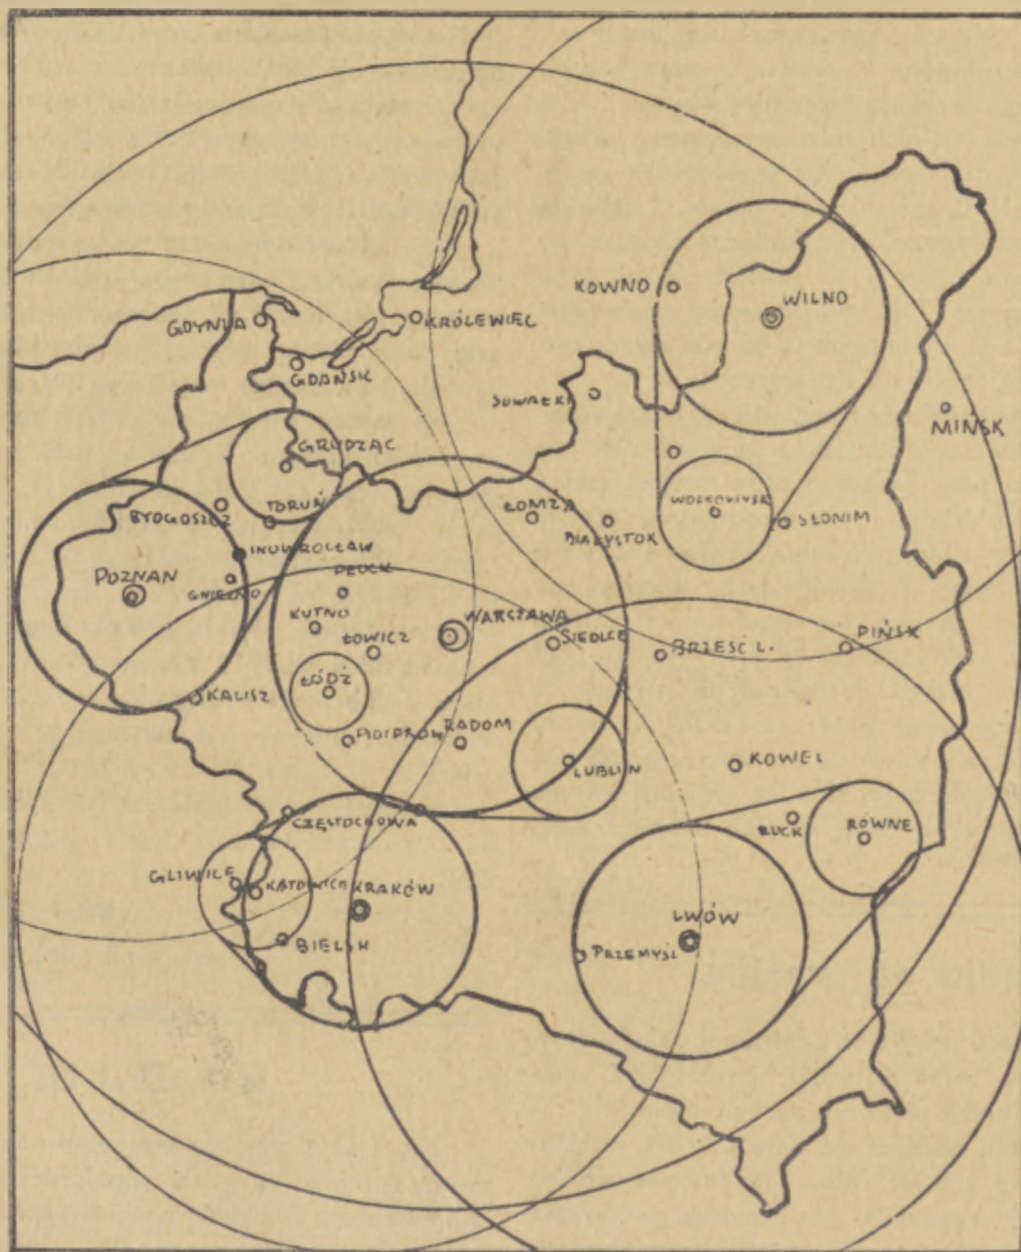 KOWNO
WILNO
GDYNIA
KRÓLEWIEC
GDAŃSK
SUWAŁKI
MIŃSK
GRUDZĄC
BYDGOSZCZ
TORUŃ
ŁOMŻA
BIAŁYSTOK
WOŁKOWYSK
SŁONIM
INOWROCŁAW
POZNAŃ
GNIEZNO
PŁOCK
KUTNO
ŁOWICZ
WARSZAWA
SIEDLCE
BRZEŚĆ L.
PIŃSK
ŁÓDŹ
KALISZ
PIOTRKÓW
RADOM
LUBLIN
KOWEL
CZĘSTOCHOWA
ŁUCK
RÓWNE
GLIWICE
KATOWICE
KRAKÓW
BIELSK
LWÓW
PRZEMYŚL